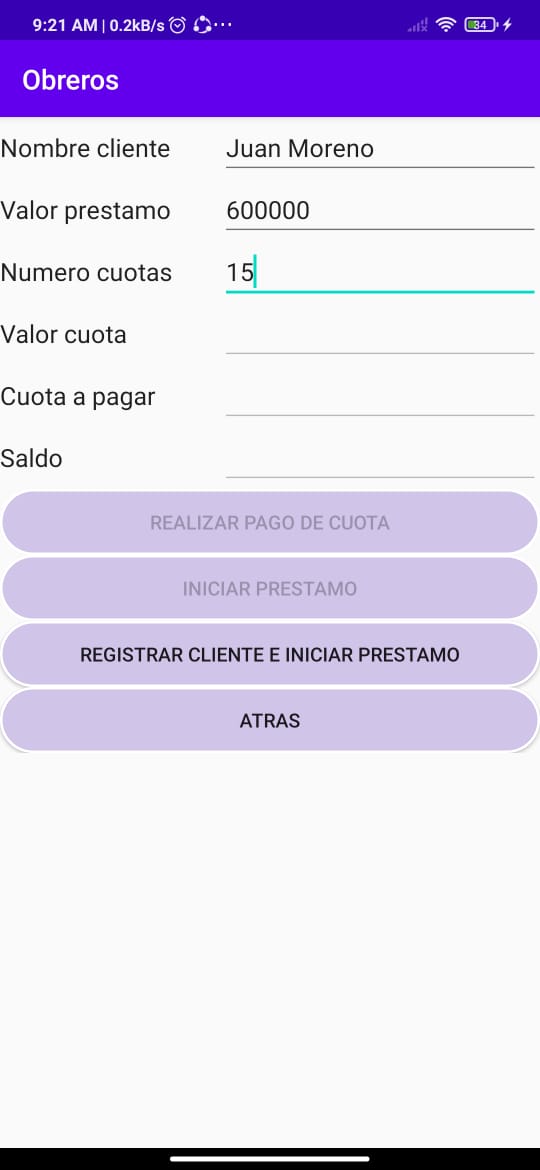 9:21 AM | 0.2kB/s
34
Obreros
Nombre cliente Juan Moreno
Valor prestamo 600000
Numero cuotas 15
Valor cuota
Cuota a pagar
Saldo
REALIZAR PAGO DE CUOTA
INICIAR PRESTAMO
REGISTRAR CLIENTE E INICIAR PRESTAMO
ATRAS